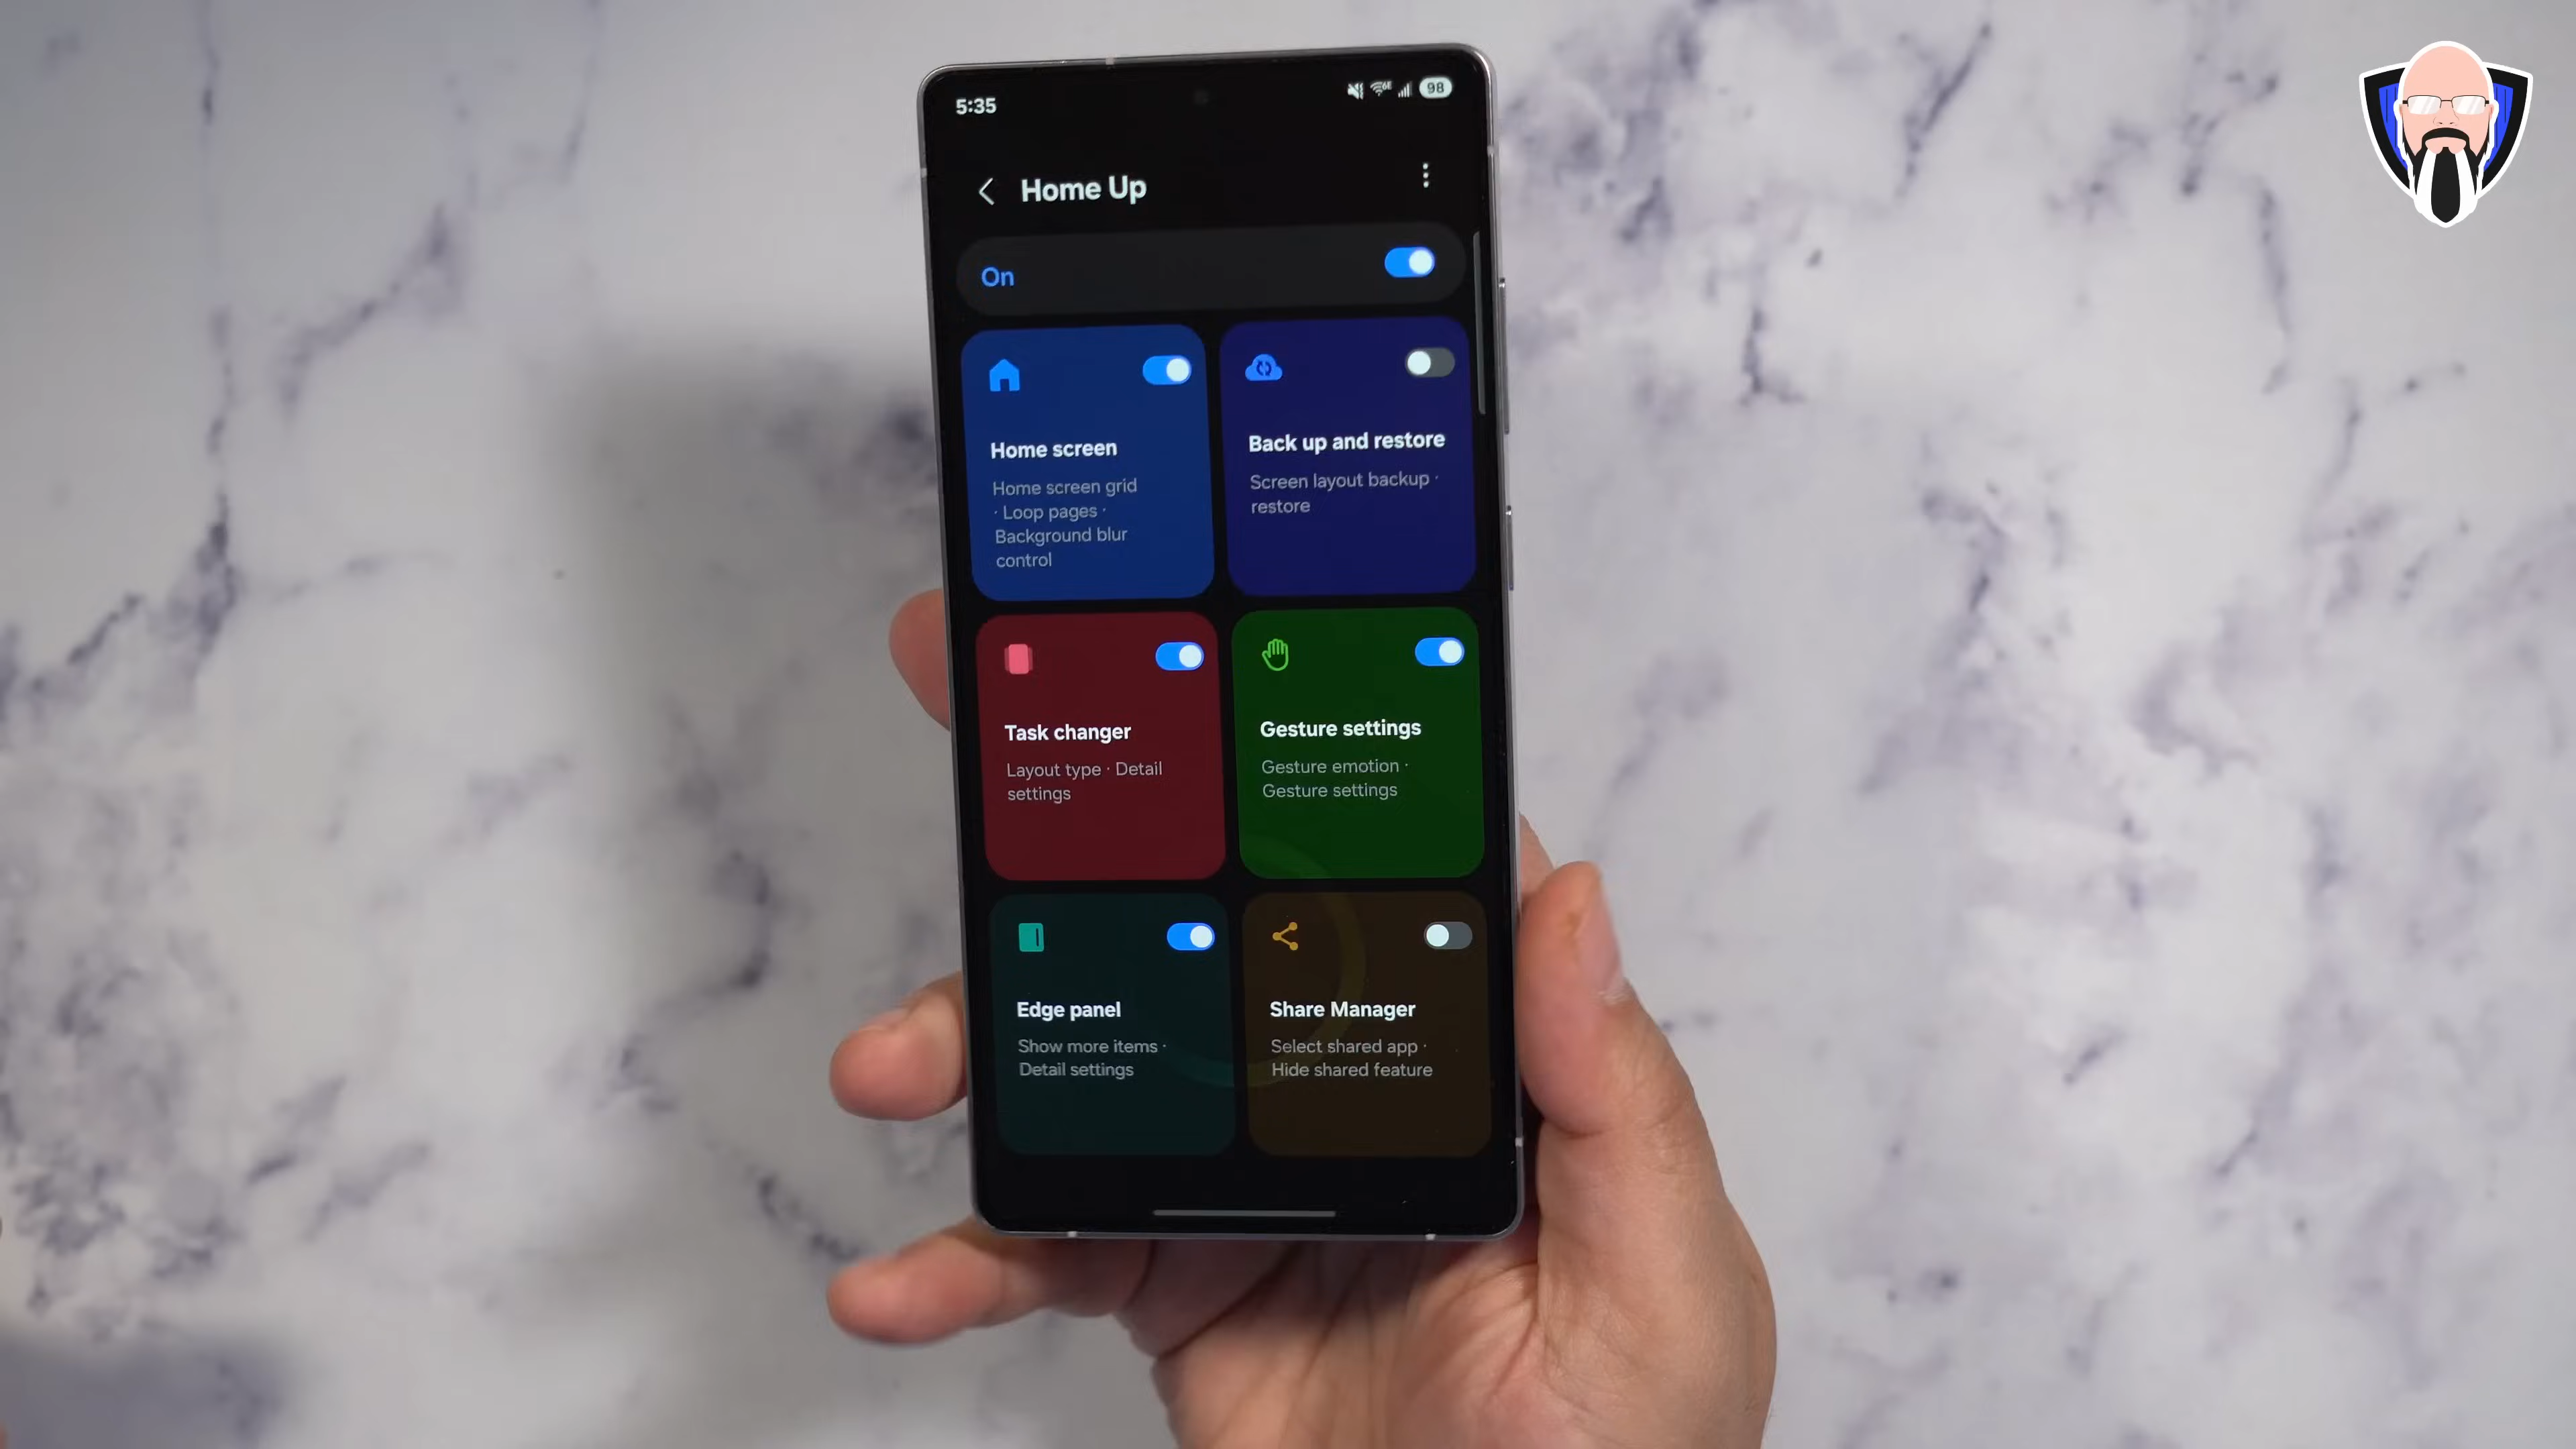 5:35
6E
98
Home Up
On
Home screen
Home screen grid
· Loop pages ·
Background blur
control
Back up and restore
Screen layout backup ·
restore
Task changer
Layout type · Detail
settings
Gesture settings
Gesture emotion ·
Gesture settings
Edge panel
Show more items ·
Detail settings
Share Manager
Select shared app ·
Hide shared feature